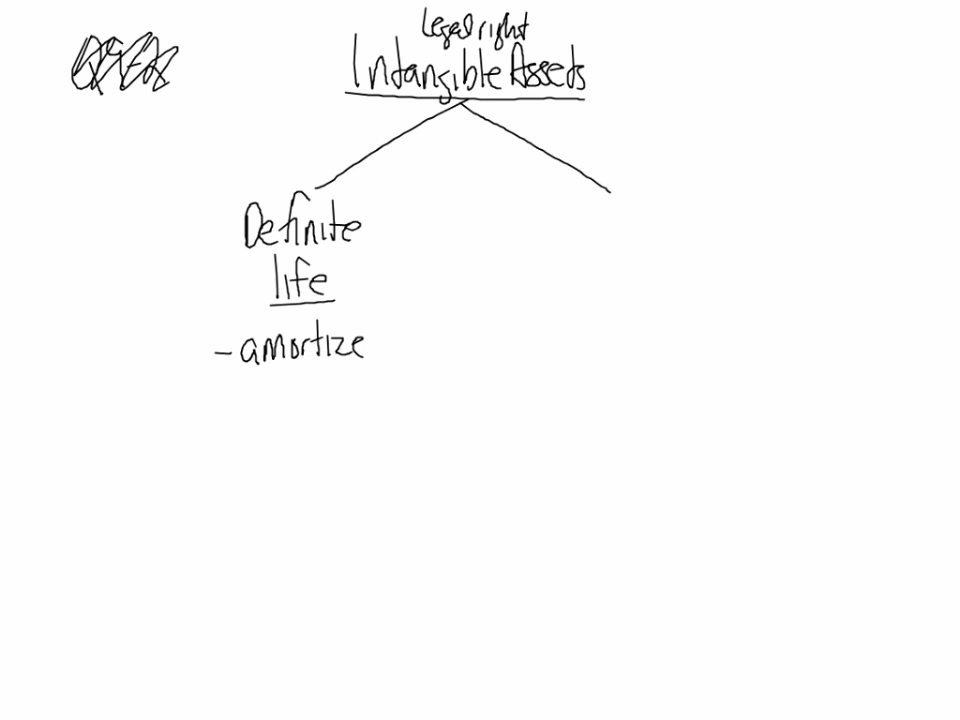 Legal right
Intangible Assets
Definite
life
- amortize